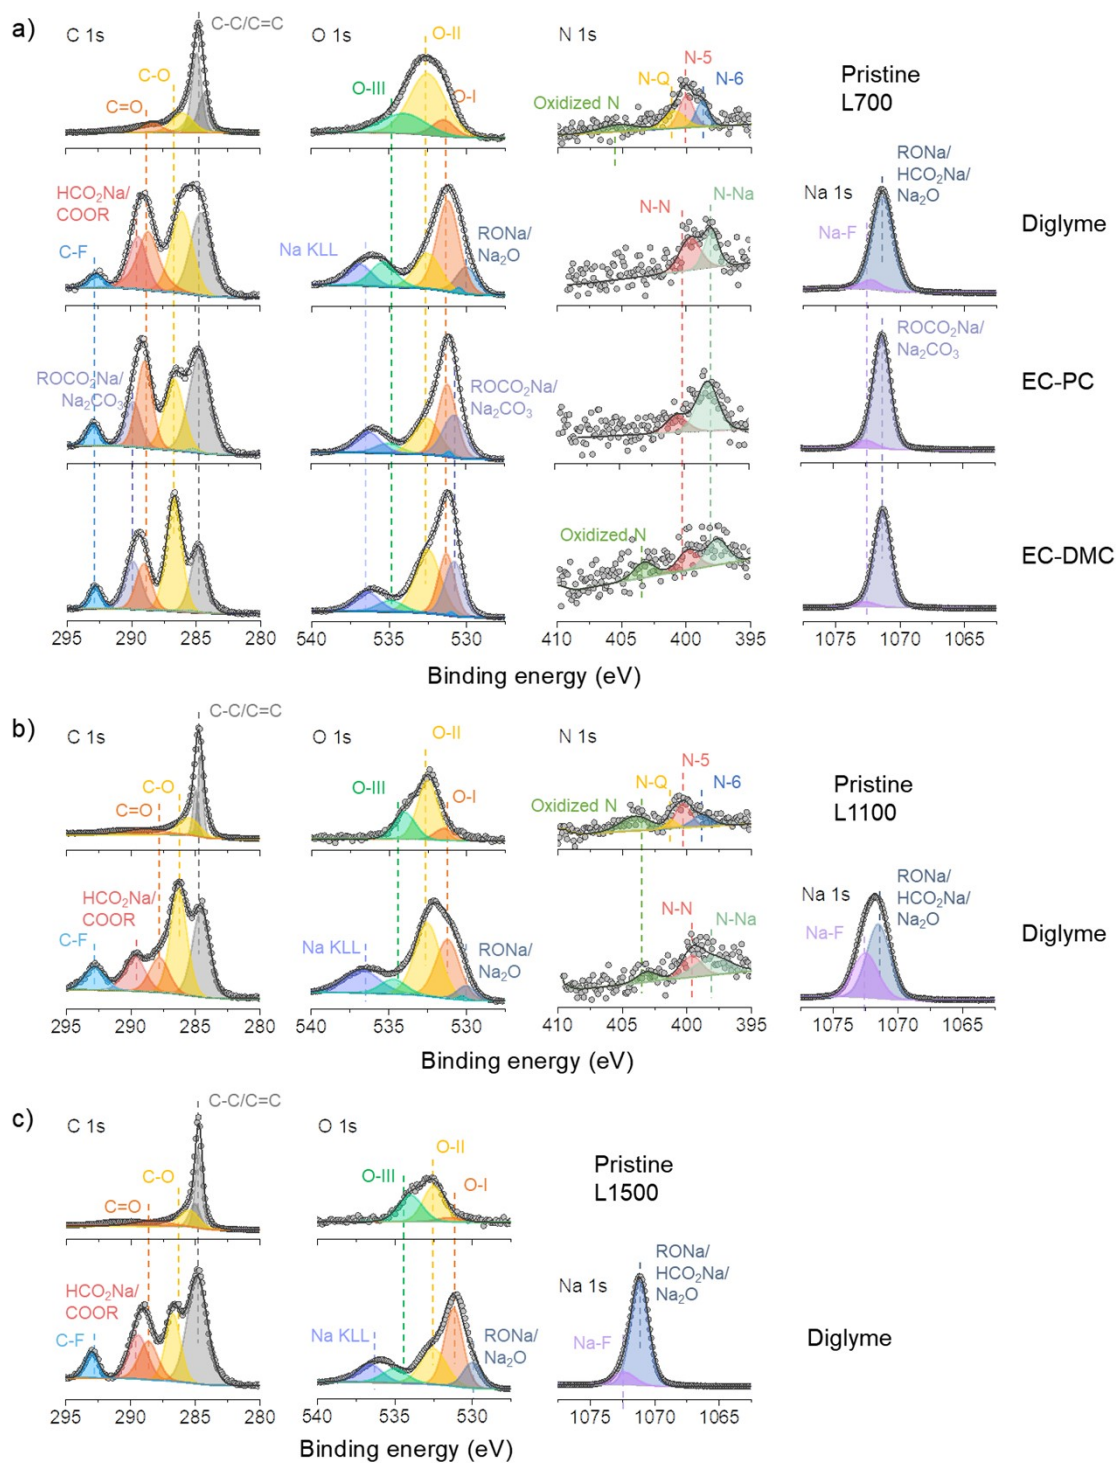 a)
C 1s
C-C/C=C
C-O
C=O
O 1s
O-II
O-III
O-I
N 1s
N-5
N-Q
N-6
Oxidized N
Pristine
L700
HCO₂Na/
COOR
C-F
Na KLL
RONa/
Na₂O
N-N
N-Na
Na 1s
RONa/
HCO₂Na/
Na₂O
Na-F
Diglyme
ROCO₂Na/
Na₂CO₃
ROCO₂Na/
Na₂CO₃
ROCO₂Na/
Na₂CO₃
EC-PC
Oxidized N
EC-DMC
295 290 285 280
540 535 530
410 405 400 395
1075 1070 1065
Binding energy (eV)
b)
C 1s
C-C/C=C
C-O
C=O
O 1s
O-II
O-III
O-I
N 1s
N-5
N-Q
N-6
Oxidized N
Pristine
L1100
HCO₂Na/
COOR
C-F
Na KLL
RONa/
Na₂O
N-N
N-Na
Na 1s
RONa/
HCO₂Na/
Na₂O
Na-F
Diglyme
295 290 285 280
540 535 530
410 405 400 395
1075 1070 1065
Binding energy (eV)
c)
C 1s
C-C/C=C
C-O
C=O
O 1s
O-II
O-III
O-I
Pristine
L1500
HCO₂Na/
COOR
C-F
Na KLL
RONa/
Na₂O
Na 1s
RONa/
HCO₂Na/
Na₂O
Na-F
Diglyme
295 290 285 280
540 535 530
1075 1070 1065
Binding energy (eV)